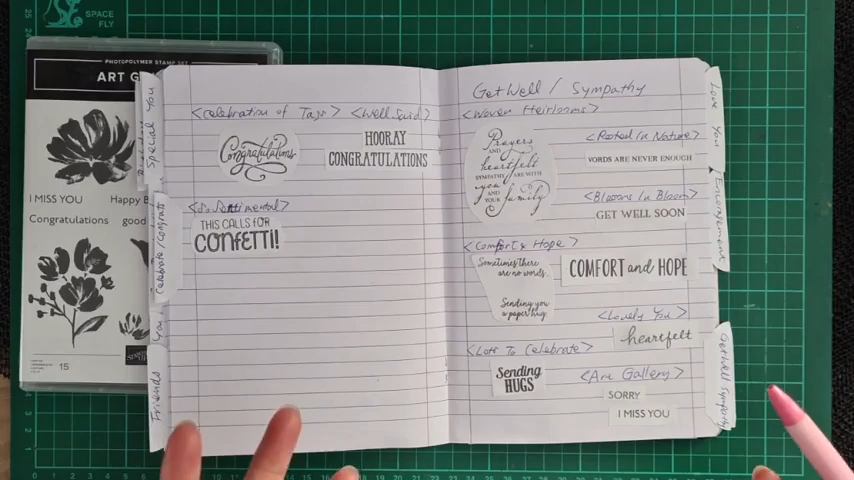 SPACE
FLY
PHOTOPOLYMER STAMP SET
ART G
I MISS YOU
Happy B
Congratulations
good
15
Special You
Celebrate/Congrats
You
Friends
<Celebration of Tags> <Well Said>
Congratulations
HOORAY
CONGRATULATIONS
<So Sentimental>
THIS CALLS FOR
CONFETTI!
Get Well / Sympathy
<Woven Heirlooms>
Prayers
AND
heartfelt
SYMPATHY ARE WITH
you
AND
YOUR family
<Rooted In Nature>
WORDS ARE NEVER ENOUGH
<Blossoms In Bloom>
GET WELL SOON
<Comfort & Hope>
Sometimes there
are no words.
Sending you
a paper hug
COMFORT and HOPE
<Lovely You>
heartfelt
<Lots To Celebrate>
Sending
HUGS
<Art Gallery>
SORRY
I MISS YOU
Love You
Encouragement
Get Well Sympathy